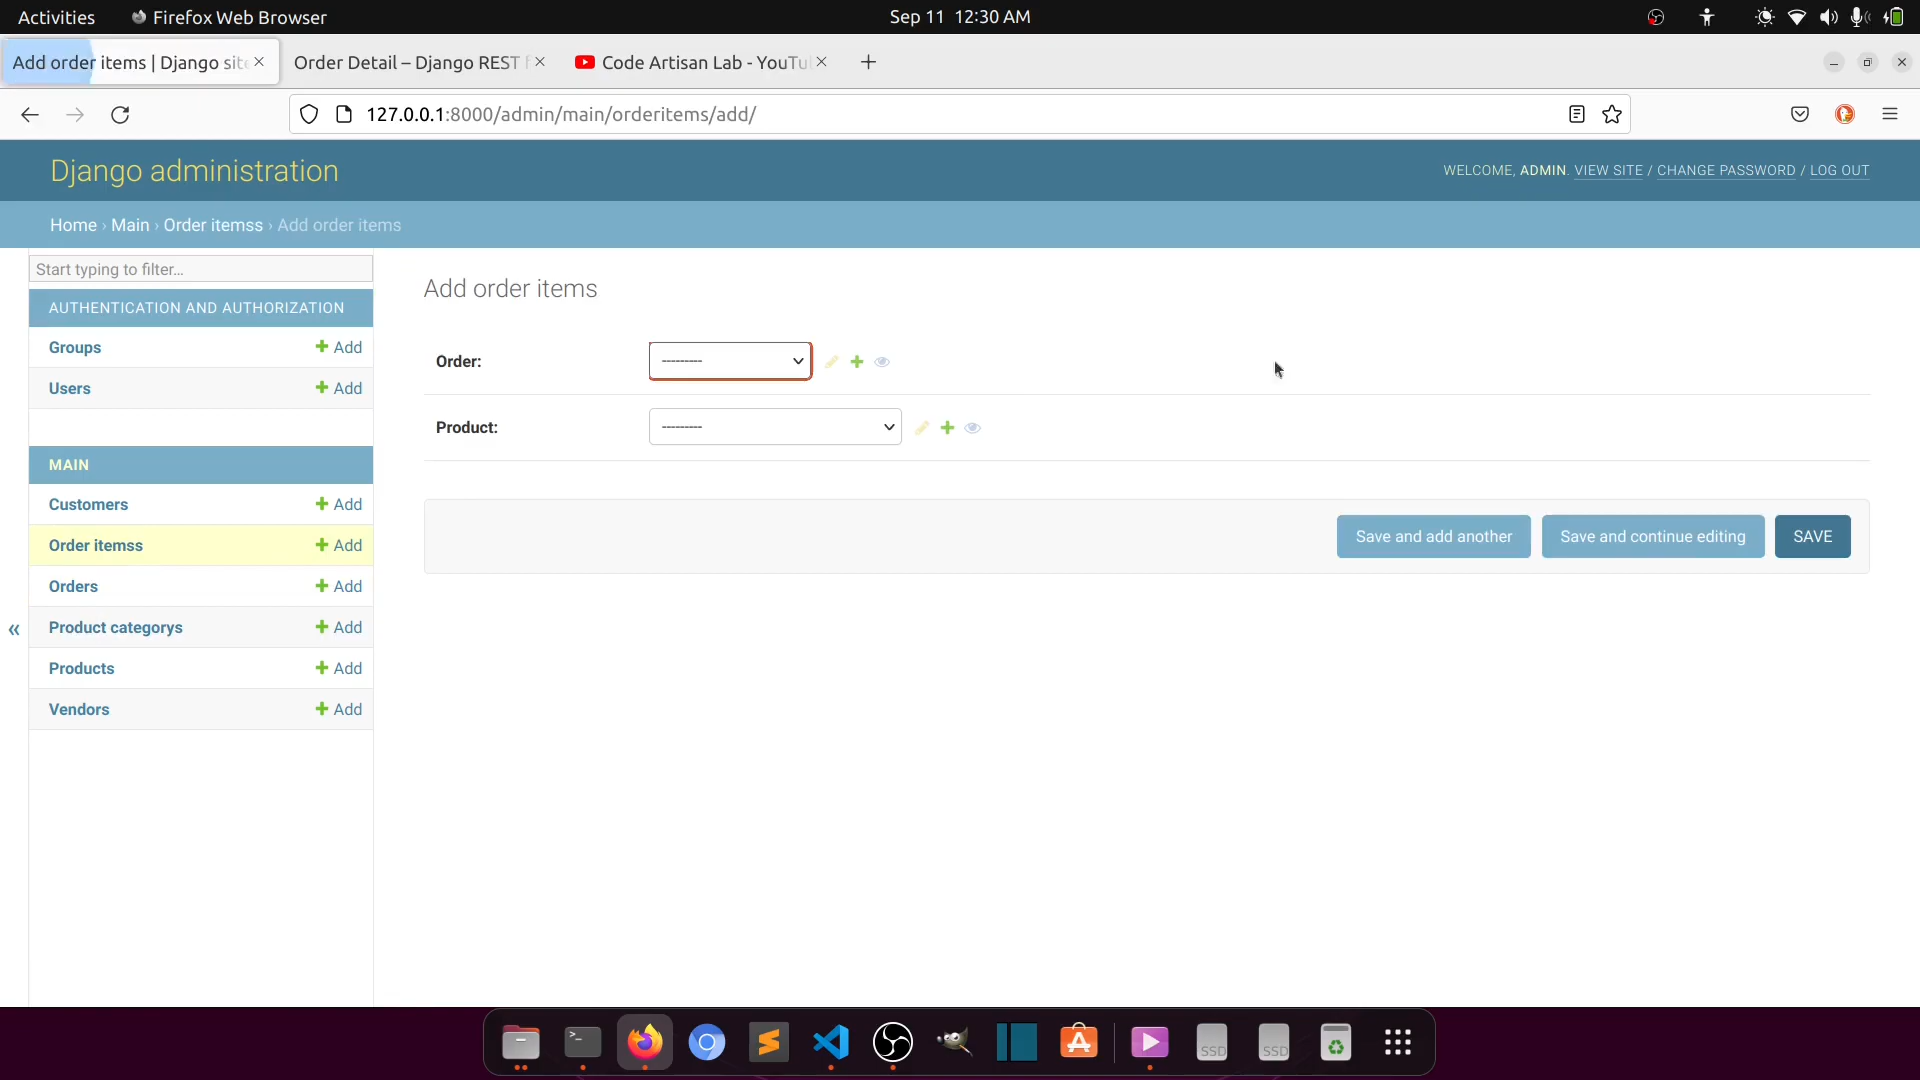 Activities Firefox Web Browser Sep 11 12:30 AM
Add order items | Django site Order Detail – Django REST f Code Artisan Lab - YouTu
127.0.0.1:8000/admin/main/orderitems/add/
Django administration WELCOME, ADMIN. VIEW SITE / CHANGE PASSWORD / LOG OUT
Home › Main › Order itemss › Add order items
Start typing to filter...
AUTHENTICATION AND AUTHORIZATION
Groups + Add
Users + Add
MAIN
Customers + Add
Order itemss + Add
Orders + Add
Product categorys + Add
Products + Add
Vendors + Add
«
Add order items
Order: ---------
Product: ---------
Save and add another Save and continue editing SAVE
SSD SSD